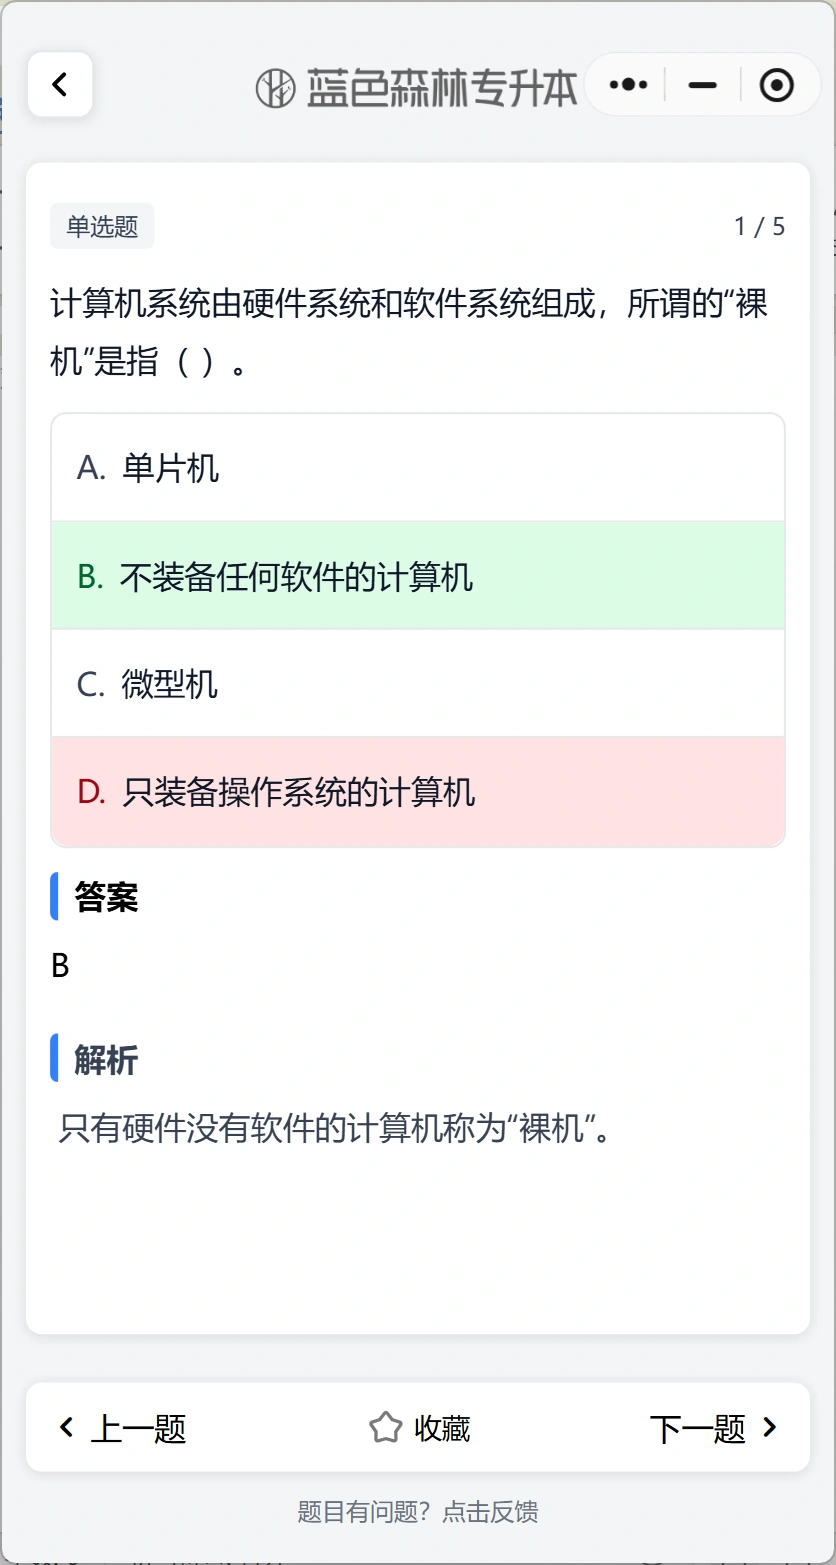 蓝色森林专升本
单选题
1 / 5
计算机系统由硬件系统和软件系统组成，所谓的“裸
机”是指（ ）。
A. 单片机
B. 不装备任何软件的计算机
C. 微型机
D. 只装备操作系统的计算机
答案
B
解析
只有硬件没有软件的计算机称为“裸机”。
上一题
收藏
下一题
题目有问题？点击反馈